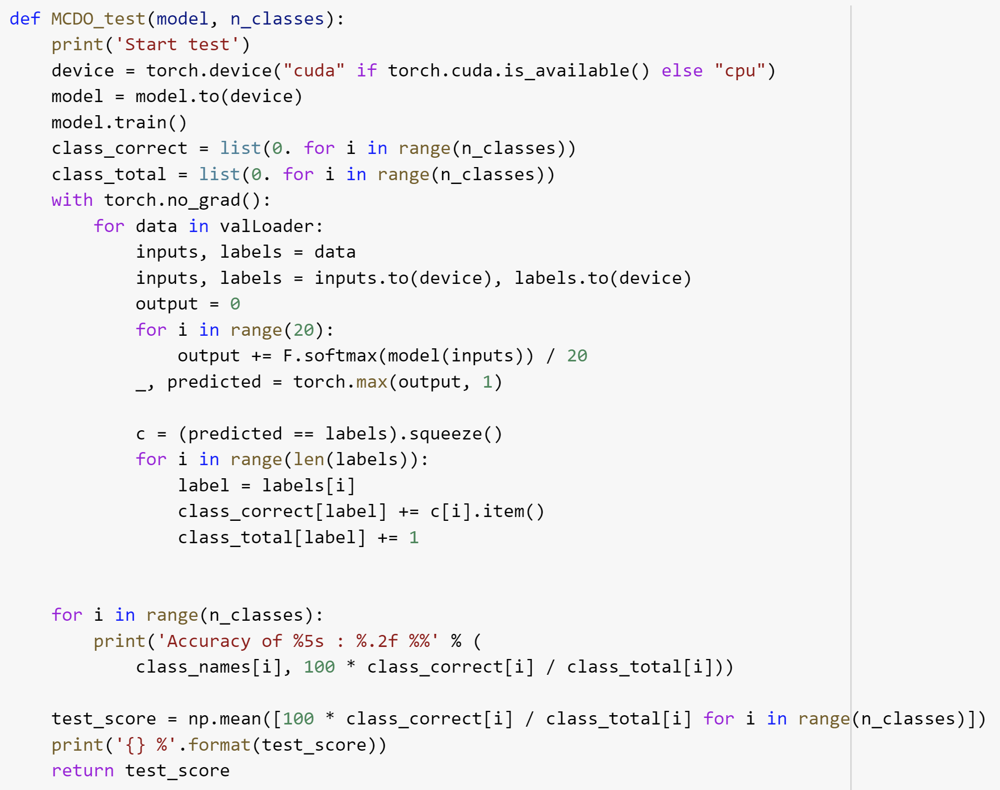 def MCDO_test(model, n_classes):
    print('Start test')
    device = torch.device("cuda" if torch.cuda.is_available() else "cpu")
    model = model.to(device)
    model.train()
    class_correct = list(0. for i in range(n_classes))
    class_total = list(0. for i in range(n_classes))
    with torch.no_grad():
        for data in valLoader:
            inputs, labels = data
            inputs, labels = inputs.to(device), labels.to(device)
            output = 0
            for i in range(20):
                output += F.softmax(model(inputs)) / 20
            _, predicted = torch.max(output, 1)

            c = (predicted == labels).squeeze()
            for i in range(len(labels)):
                label = labels[i]
                class_correct[label] += c[i].item()
                class_total[label] += 1


    for i in range(n_classes):
        print('Accuracy of %5s : %.2f %%' % (
            class_names[i], 100 * class_correct[i] / class_total[i]))

    test_score = np.mean([100 * class_correct[i] / class_total[i] for i in range(n_classes)])
    print('{} %'.format(test_score))
    return test_score